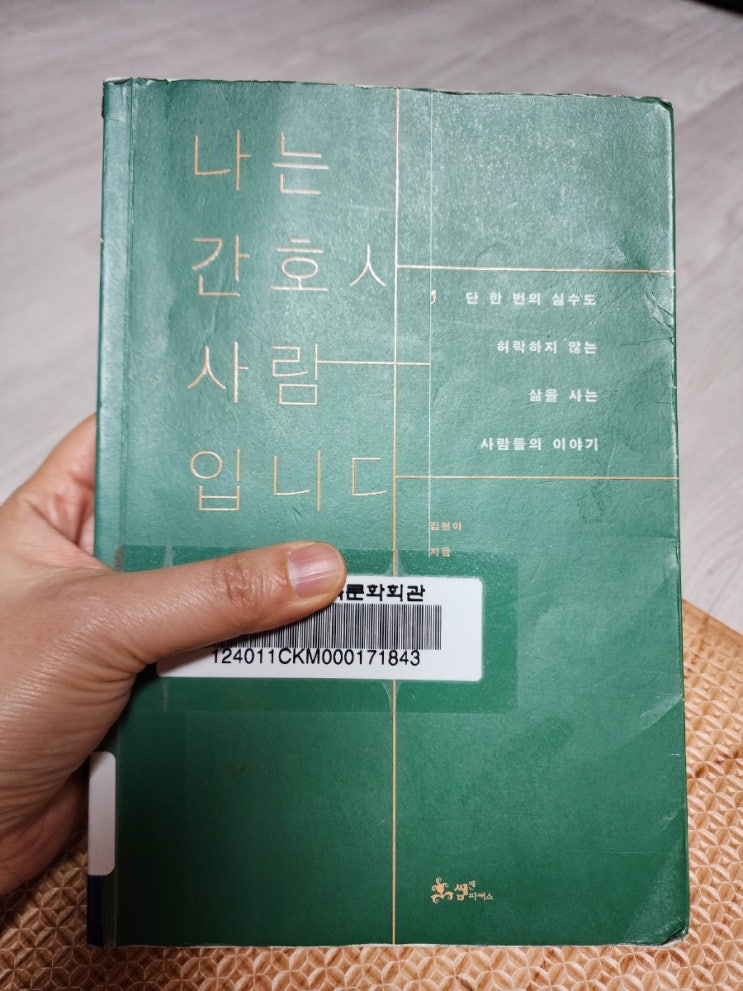 나는
간호사,
사람
입니다
단 한 번의 실수도
허락하지 않는
삶을 사는
사람들의 이야기
김현아
지음
문화회관
124011CKM000171843
쌤앤파커스